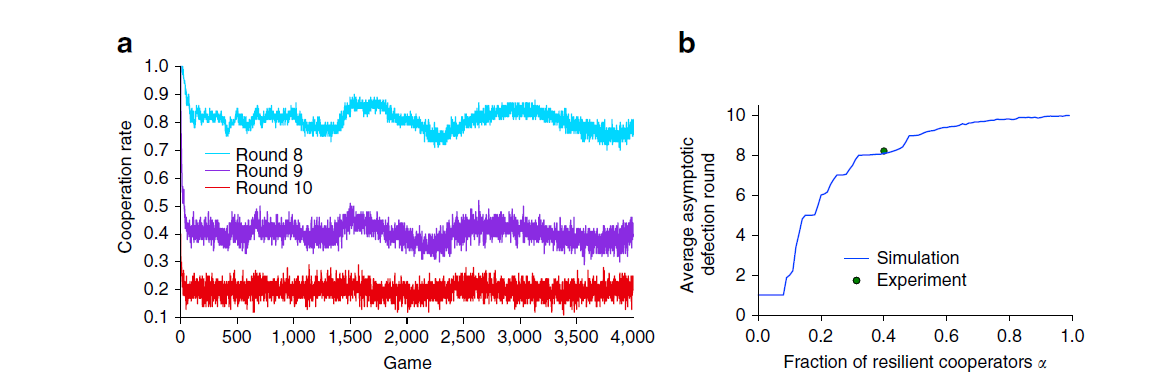 a
Cooperation rate
1.0
0.9
0.8
0.7
0.6
0.5
0.4
0.3
0.2
0.1
Round 8
Round 9
Round 10
0 500 1,000 1,500 2,000 2,500 3,000 3,500 4,000
Game
b
Average asymptotic
defection round
10
8
6
4
2
0
Simulation
Experiment
0.0 0.2 0.4 0.6 0.8 1.0
Fraction of resilient cooperators α